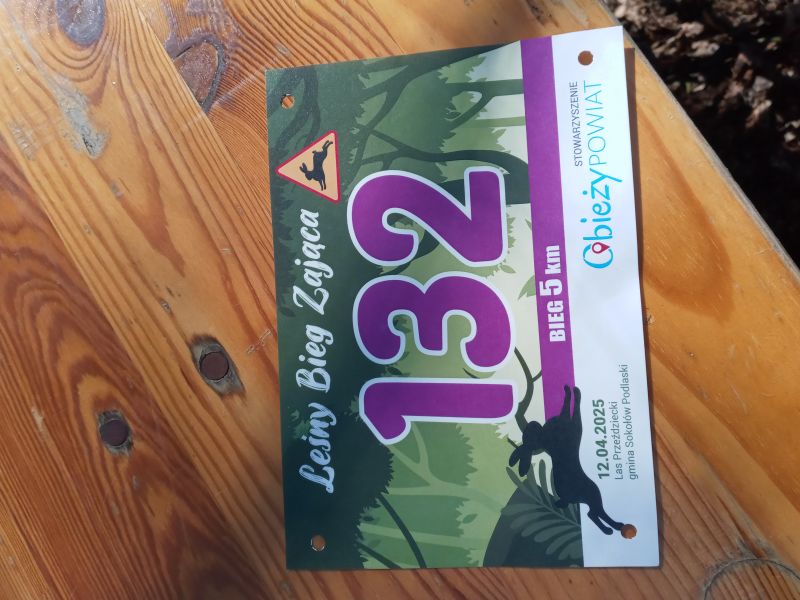 Leśny Bieg Zająca
132
BIEG 5 km
12.04.2025
Las Przeździecki
gmina Sokołów Podlaski
STOWARZYSZENIE
ObieżyPOWIAT